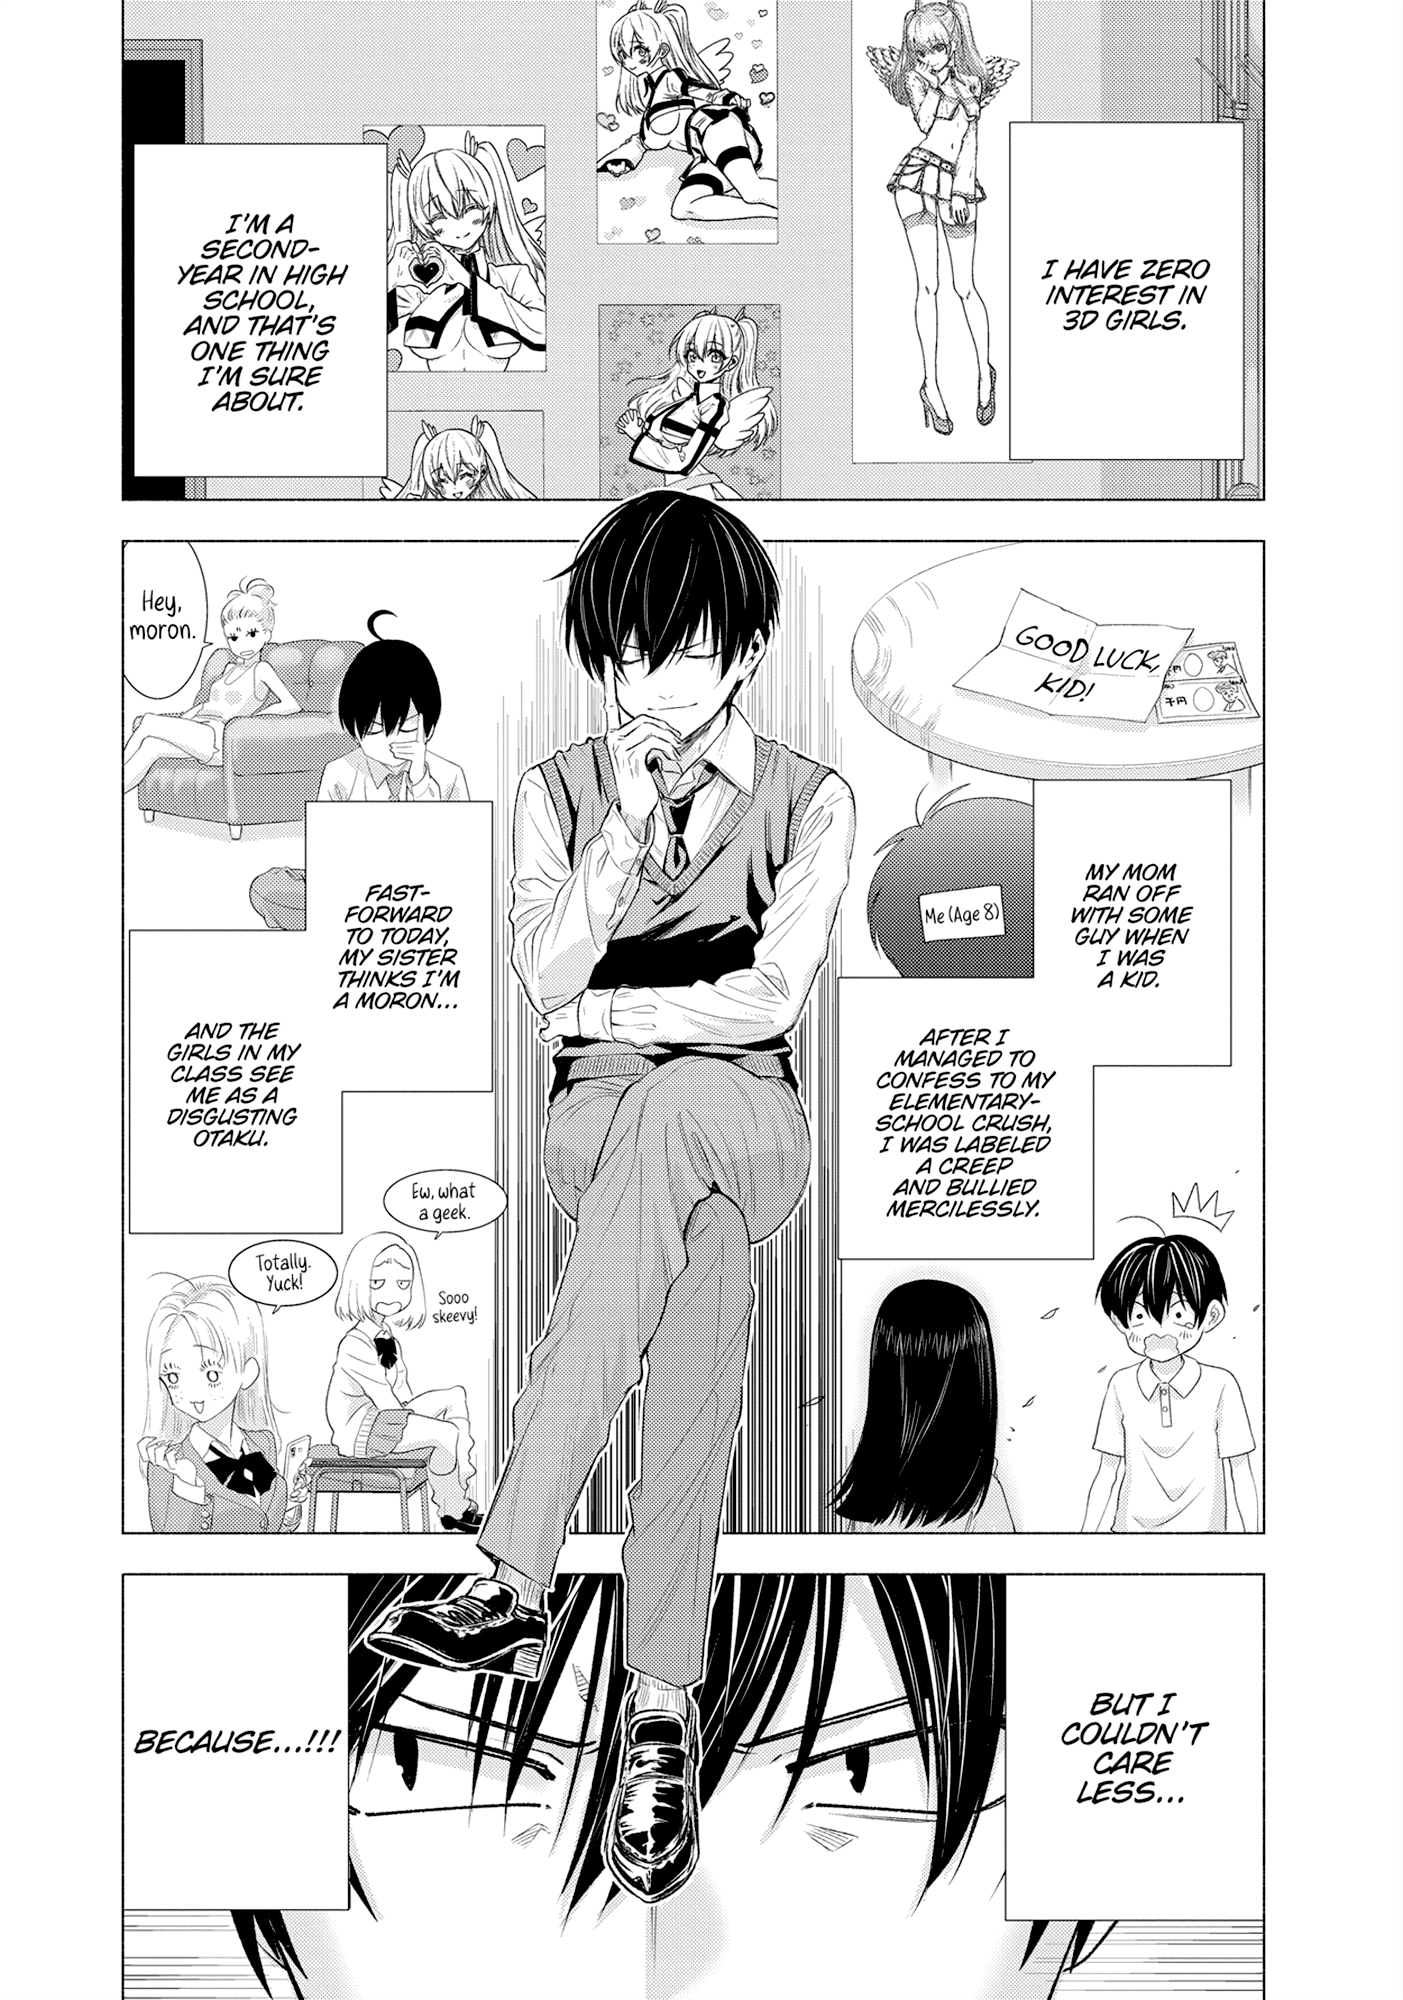 I HAVE ZERO
INTEREST IN
3D GIRLS.
I'M A
SECOND-
YEAR IN HIGH
SCHOOL,
AND THAT'S
ONE THING
I'M SURE
ABOUT.
GOOD LUCK,
KID!
千円
千円
Me (Age 8)
MY MOM
RAN OFF
WITH SOME
GUY WHEN
I WAS
A KID.
AFTER I
MANAGED TO
CONFESS TO MY
ELEMENTARY-
SCHOOL CRUSH,
I WAS LABELED
A CREEP
AND BULLIED
MERCILESSLY.
Hey,
moron.
FAST-
FORWARD
TO TODAY,
MY SISTER
THINKS I'M
A MORON...
AND THE
GIRLS IN MY
CLASS SEE
ME AS A
DISGUSTING
OTAKU.
Ew, what
a geek.
Sooo
skeevy!
Totally.
Yuck!
BUT I
COULDN'T
CARE
LESS...
BECAUSE...!!!